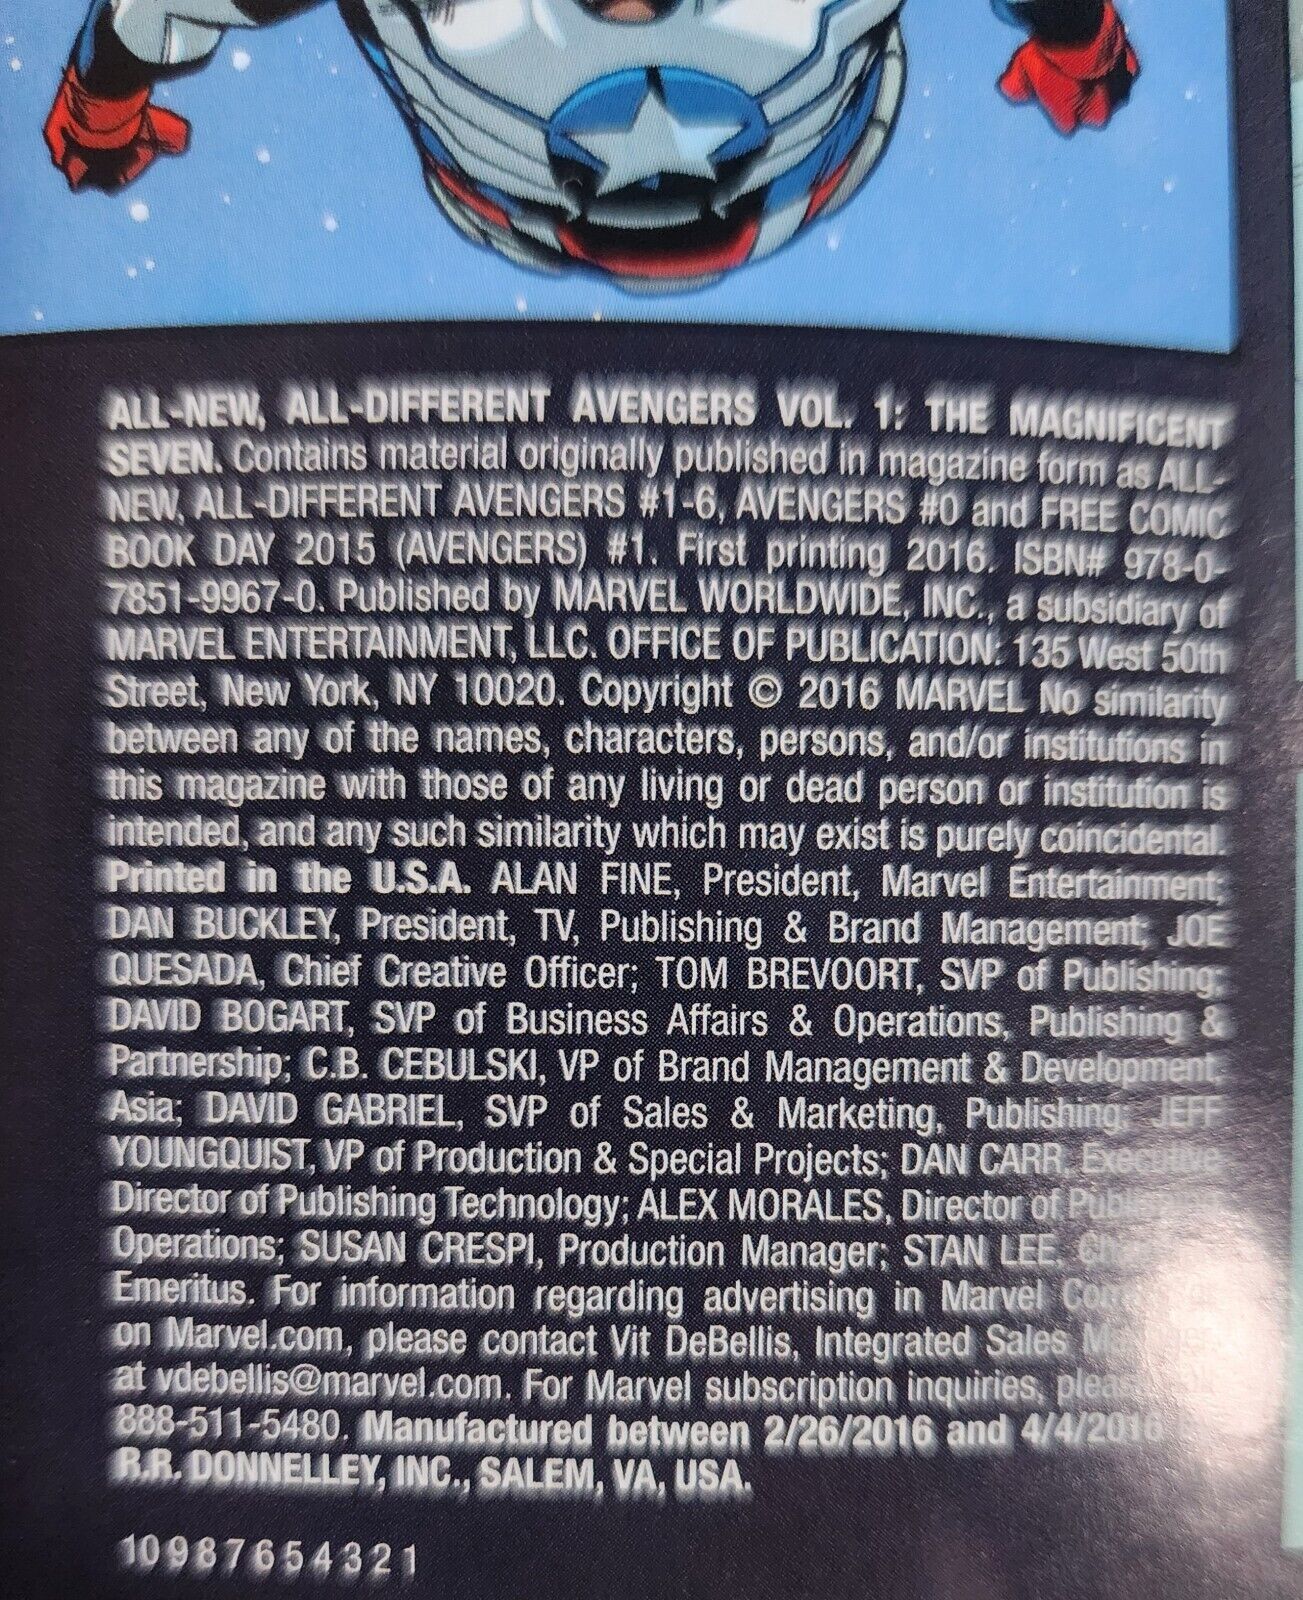 ALL-NEW, ALL-DIFFERENT AVENGERS VOL. 1: THE MAGNIFICENT
SEVEN. Contains material originally published in magazine form as ALL-
NEW, ALL-DIFFERENT AVENGERS #1-6, AVENGERS #0 and FREE COMIC
BOOK DAY 2015 (AVENGERS) #1. First printing 2016. ISBN# 978-0-
7851-9967-0. Published by MARVEL WORLDWIDE, INC., a subsidiary of
MARVEL ENTERTAINMENT, LLC. OFFICE OF PUBLICATION: 135 West 50th
Street, New York, NY 10020. Copyright © 2016 MARVEL No similarity
between any of the names, characters, persons, and/or institutions in
this magazine with those of any living or dead person or institution is
intended, and any such similarity which may exist is purely coincidental.
Printed in the U.S.A. ALAN FINE, President, Marvel Entertainment;
DAN BUCKLEY, President, TV, Publishing & Brand Management; JOE
QUESADA, Chief Creative Officer; TOM BREVOORT, SVP of Publishing;
DAVID BOGART, SVP of Business Affairs & Operations, Publishing &
Partnership; C.B. CEBULSKI, VP of Brand Management & Development,
Asia; DAVID GABRIEL, SVP of Sales & Marketing, Publishing; JEFF
YOUNGQUIST, VP of Production & Special Projects; DAN CARR, Executive
Director of Publishing Technology; ALEX MORALES, Director of
Operations; SUSAN CRESPI, Production Manager; STAN LEE,
Emeritus. For information regarding advertising in Marvel
on Marvel.com, please contact Vit DeBellis, Integrated Sales
at vdebellis@marvel.com. For Marvel subscription inquiries,
888-511-5480. Manufactured between 2/26/2016 and 4/4/2016
R.R. DONNELLEY, INC., SALEM, VA, USA.
10 9 8 7 6 5 4 3 2 1